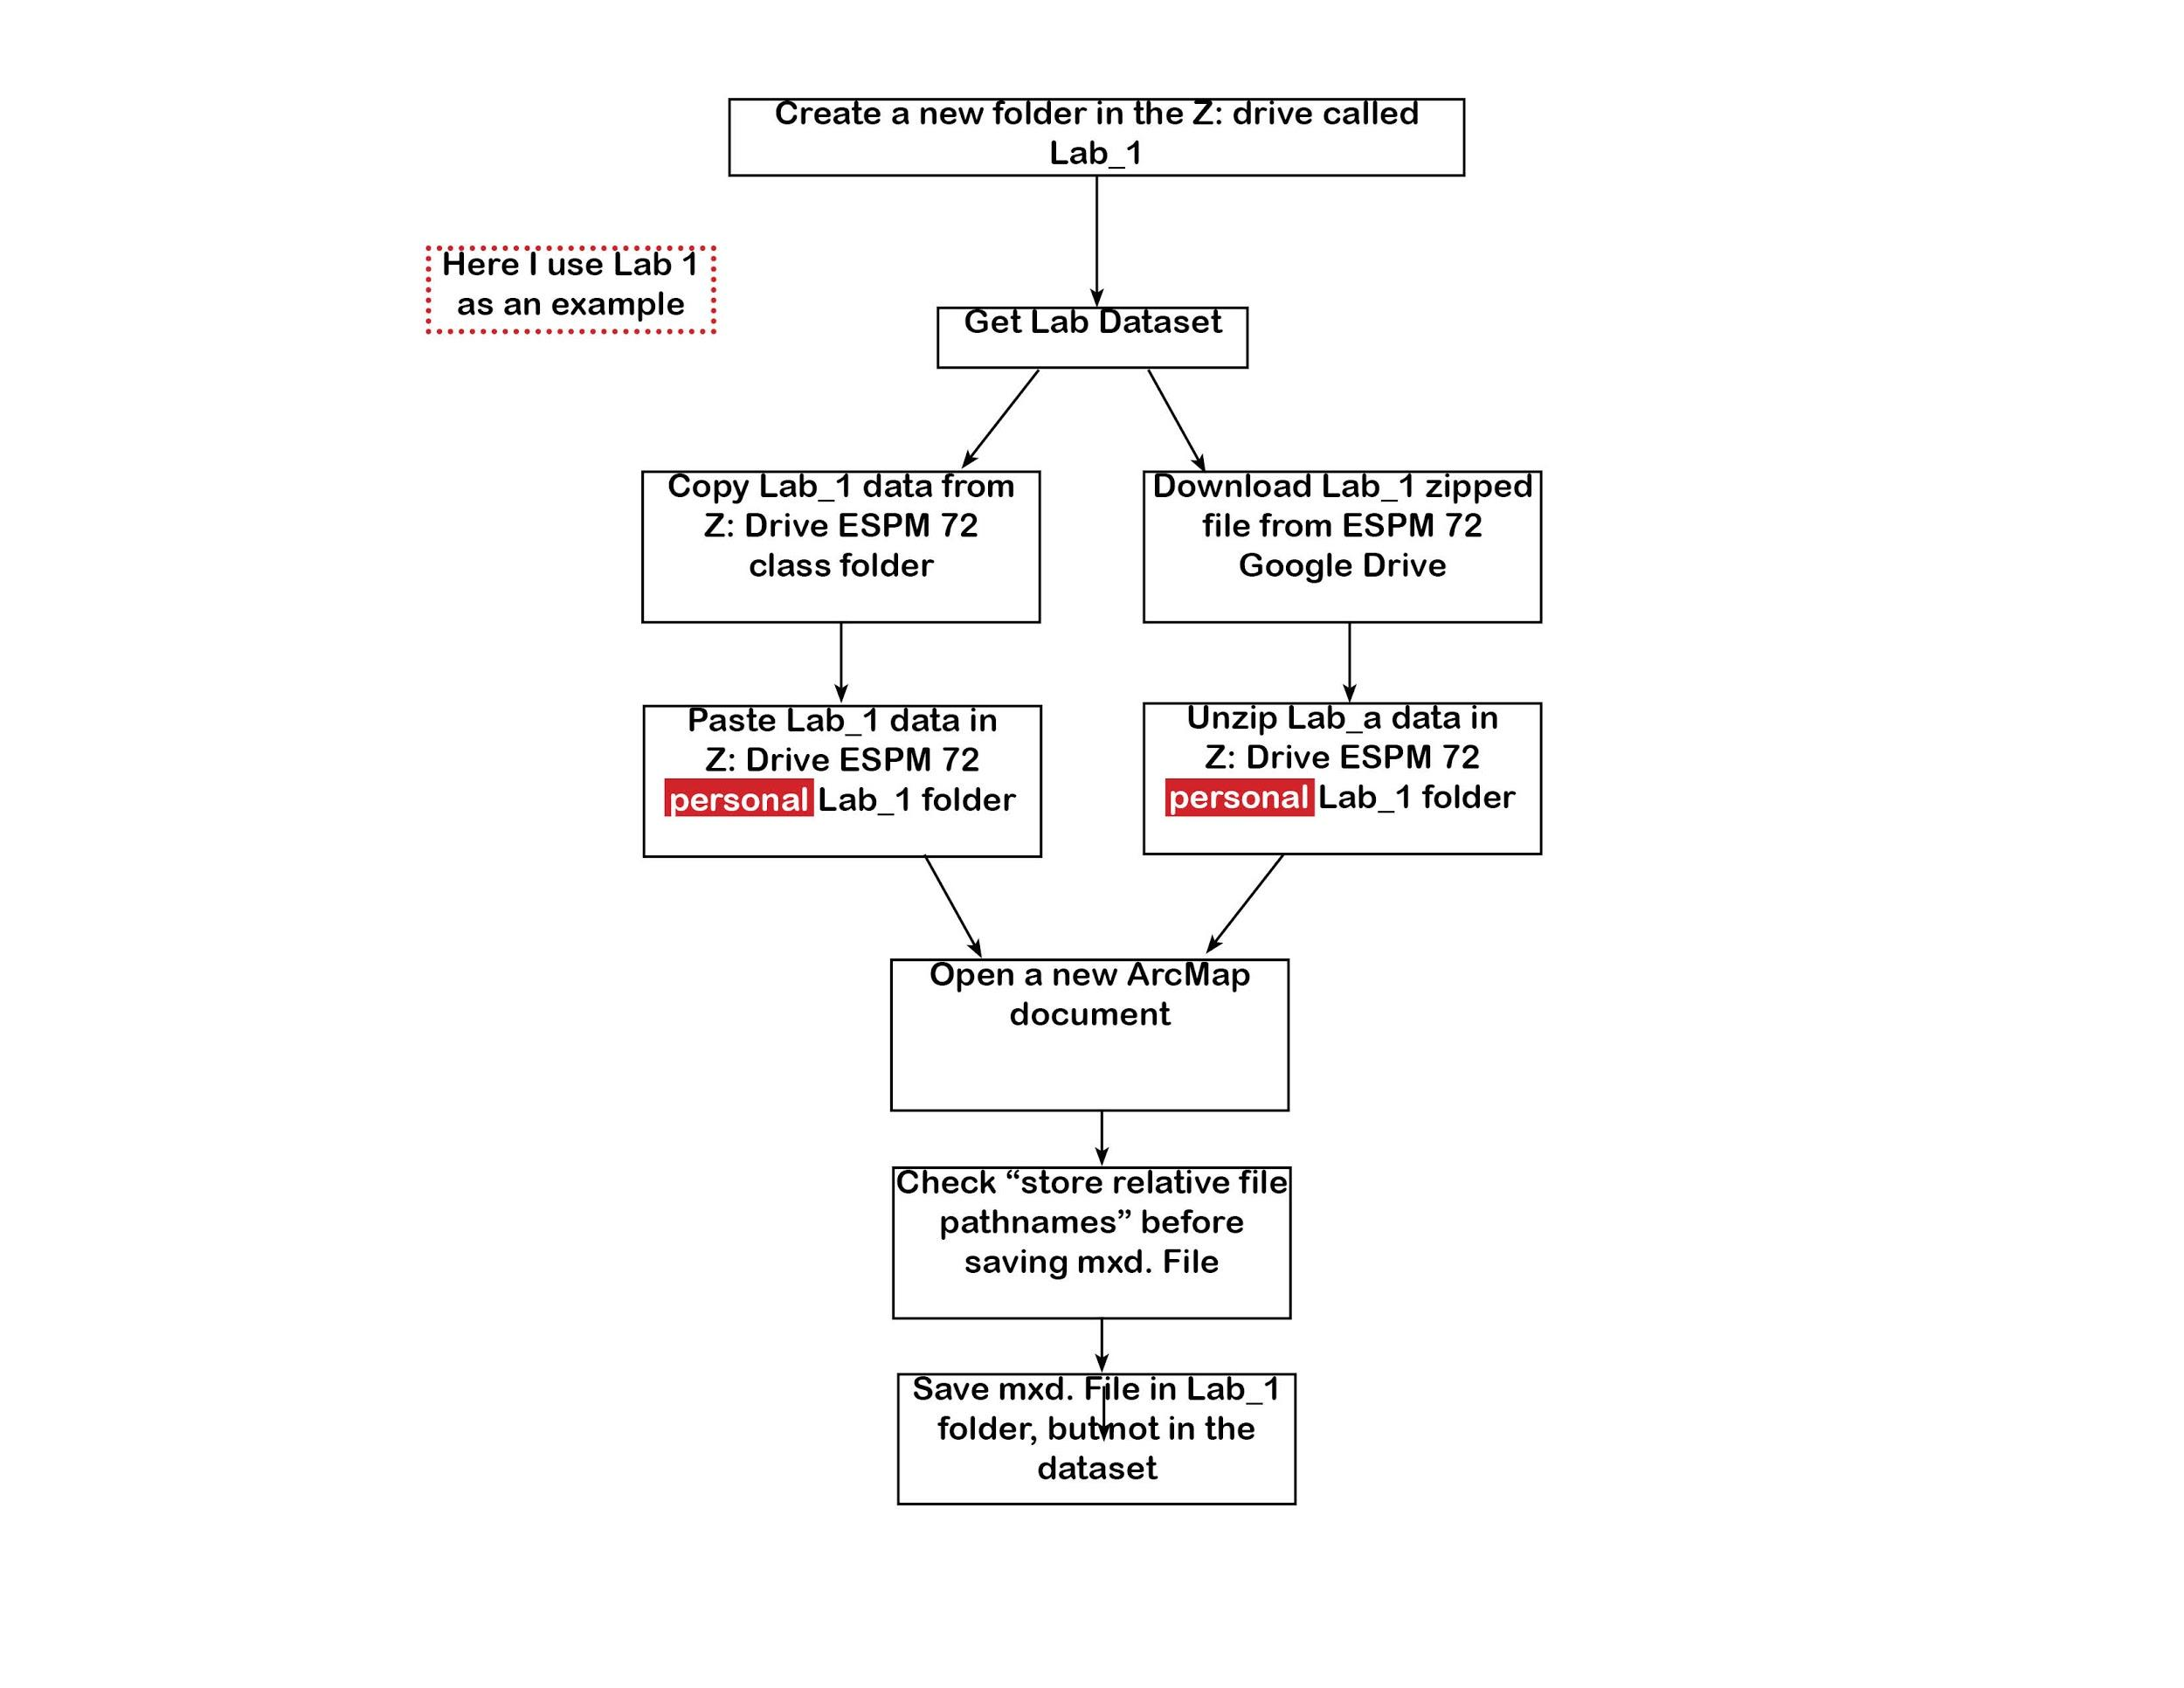 Create a new folder in the Z: drive called
Lab_1
Here I use Lab 1
as an example
Get Lab Dataset
Copy Lab_1 data from
Z: Drive ESPM 72
class folder
Download Lab_1 zipped
file from ESPM 72
Google Drive
Paste Lab_1 data in
Z: Drive ESPM 72
personal Lab_1 folder
Unzip Lab_a data in
Z: Drive ESPM 72
personal Lab_1 folder
Open a new ArcMap
document
Check “store relative file
pathnames” before
saving mxd. File
Save mxd. File in Lab_1
folder, but not in the
dataset